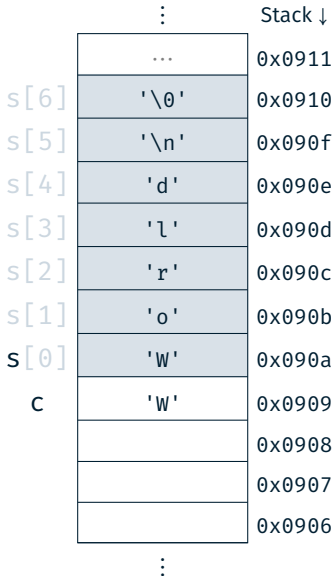 ⋮ Stack ↓
... 0x0911
s[6] '\0' 0x0910
s[5] '\n' 0x090f
s[4] 'd' 0x090e
s[3] 'l' 0x090d
s[2] 'r' 0x090c
s[1] 'o' 0x090b
s[0] 'W' 0x090a
c 'W' 0x0909
0x0908
0x0907
0x0906
⋮